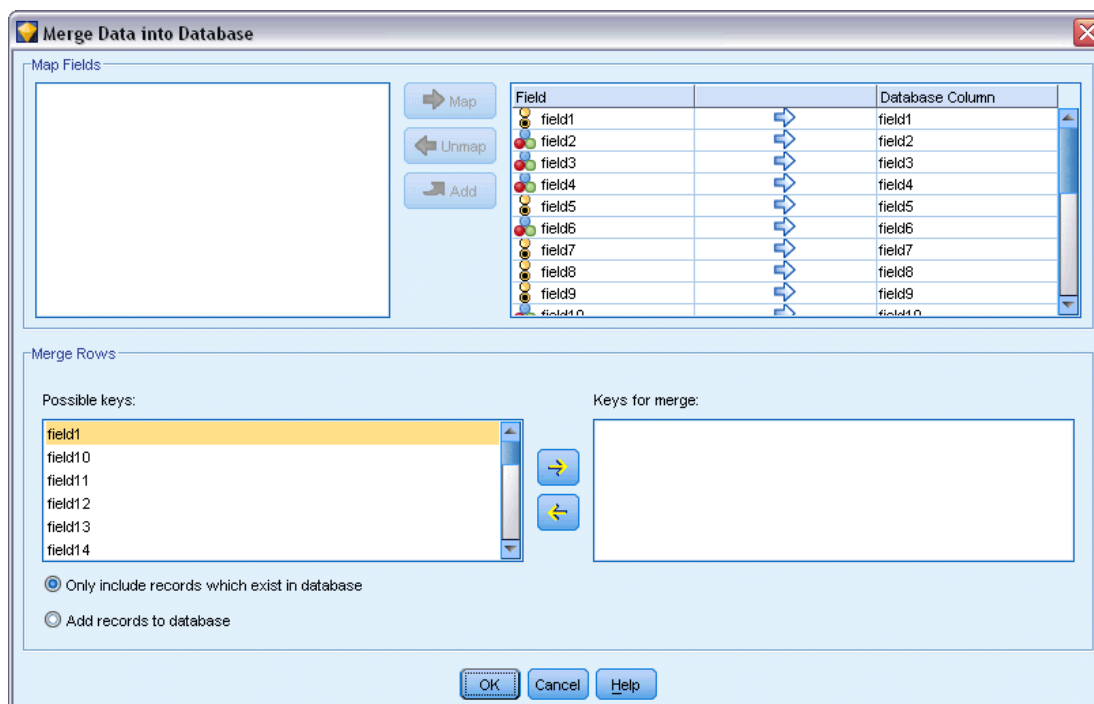 Merge Data into Database
Map Fields
Map
Unmap
Add
Field Database Column
field1 field1
field2 field2
field3 field3
field4 field4
field5 field5
field6 field6
field7 field7
field8 field8
field9 field9
field10 field10
Merge Rows
Possible keys:
field1
field10
field11
field12
field13
field14
Keys for merge:
Only include records which exist in database
Add records to database
OK Cancel Help